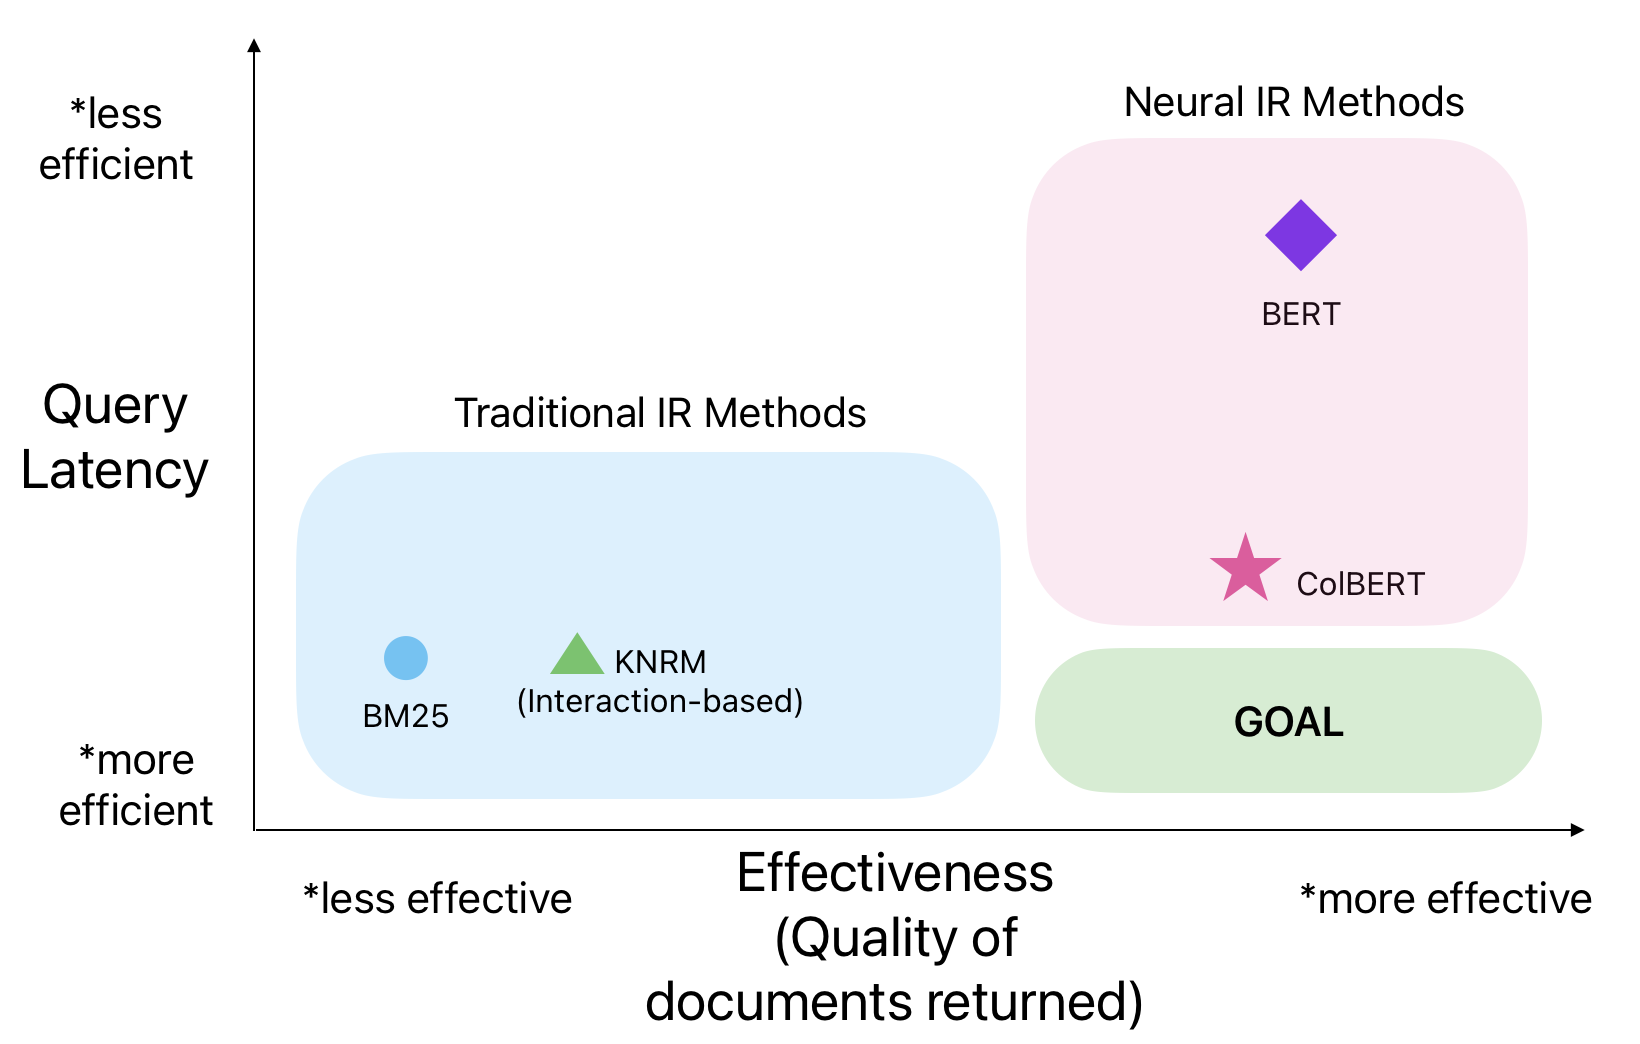 *less
efficient
Neural IR Methods
BERT
Query
Latency
Traditional IR Methods
ColBERT
KNRM
(Interaction-based)
BM25
GOAL
*more
efficient
*less effective
Effectiveness
(Quality of
documents returned)
*more effective